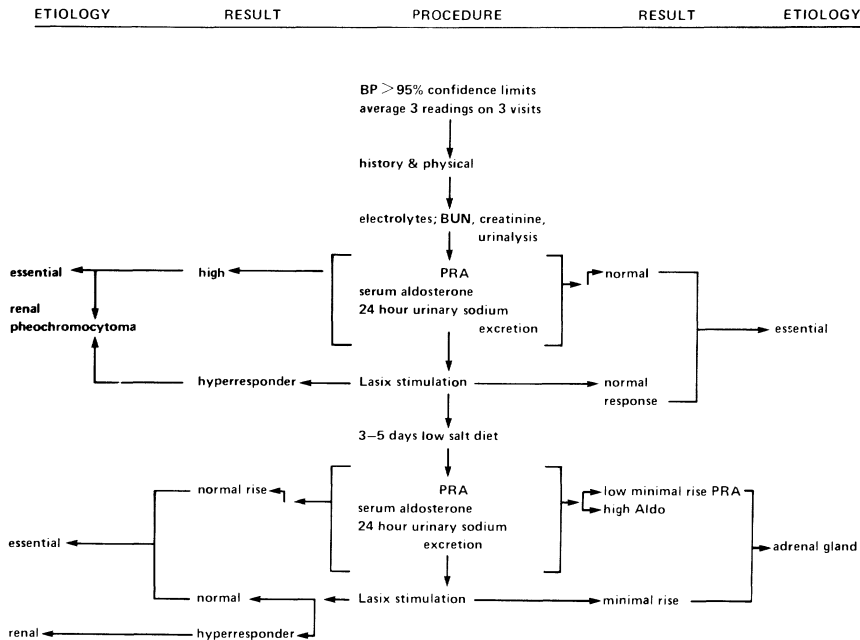 ETIOLOGY RESULT PROCEDURE RESULT ETIOLOGY
BP > 95% confidence limits
average 3 readings on 3 visits
history & physical
electrolytes; BUN, creatinine,
urinalysis
essential high PRA normal
serum aldosterone
renal 24 hour urinary sodium
pheochromocytoma excretion essential
hyperresponder Lasix stimulation normal
response
3–5 days low salt diet
normal rise PRA low minimal rise PRA
serum aldosterone high Aldo
24 hour urinary sodium
essential excretion adrenal gland
normal Lasix stimulation minimal rise
renal hyperresponder